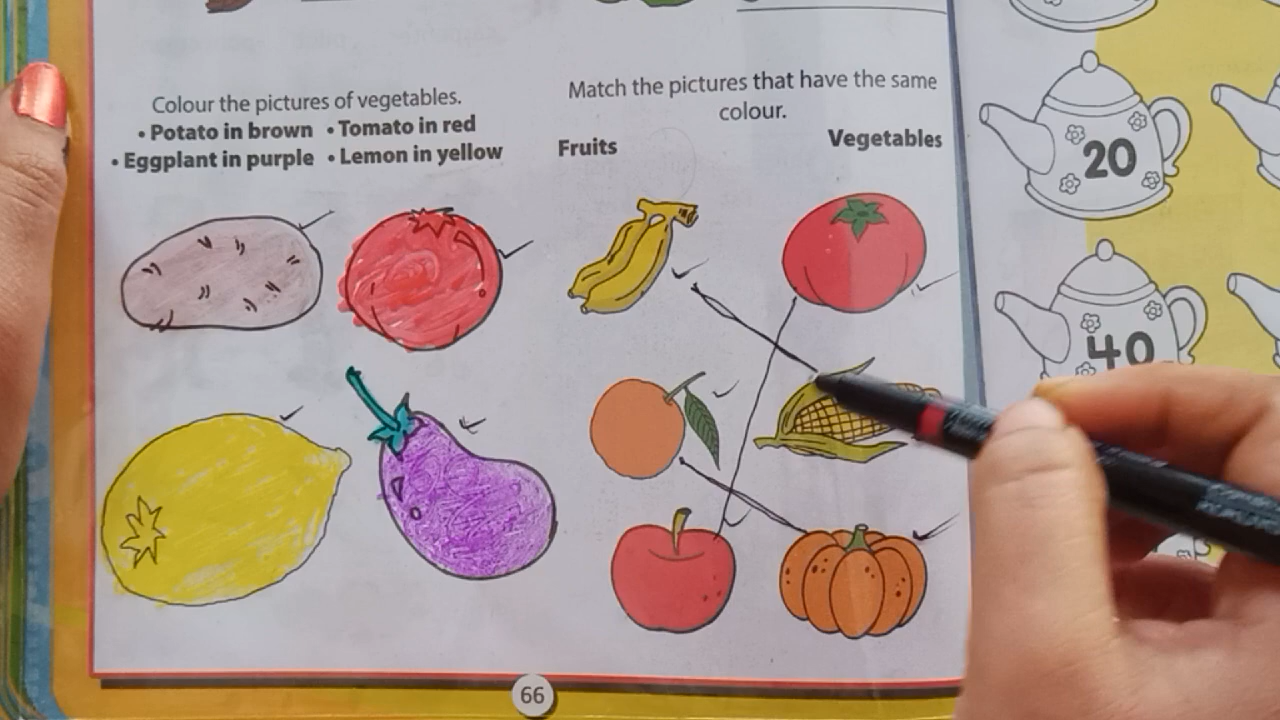 Colour the pictures of vegetables.
• Potato in brown • Tomato in red
• Eggplant in purple • Lemon in yellow
Match the pictures that have the same
colour.
Fruits
Vegetables
20
40
66